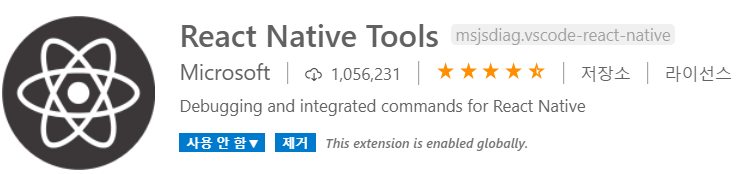 React Native Tools msjsdiag.vscode-react-native
Microsoft 1,056,231 저장소 라이선스
Debugging and integrated commands for React Native
사용 안 함▼ 제거 This extension is enabled globally.